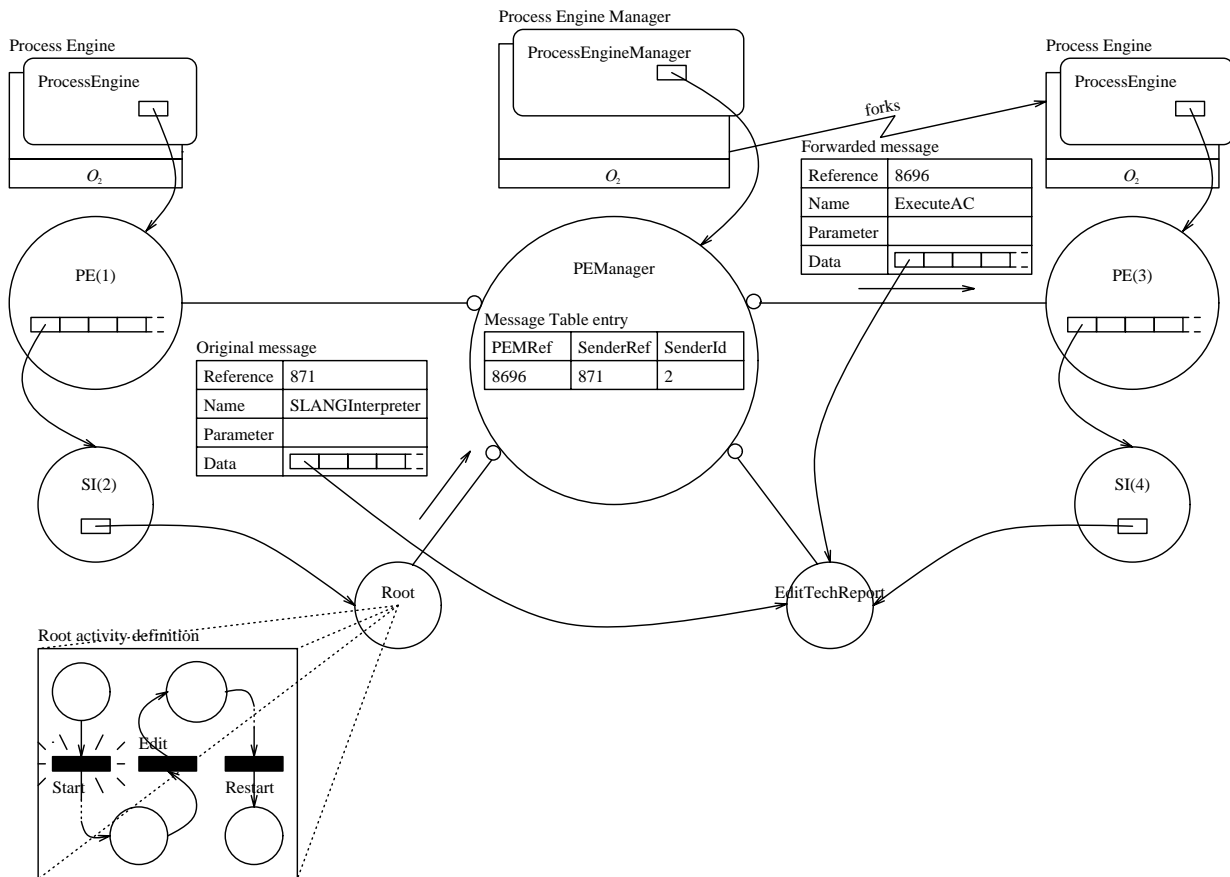 Process Engine Manager
Process Engine
Process Engine
ProcessEngineManager
ProcessEngine
ProcessEngine
forks
O₂
O₂
O₂
Forwarded message
Reference 8696
Name ExecuteAC
Parameter
Data
PE(1)
PEManager
PE(3)
Message Table entry
PEMRef SenderRef SenderId
8696 871 2
Original message
Reference 871
Name SLANGInterpreter
Parameter
Data
SI(2)
SI(4)
Root
EditTechReport
Root activity definition
Edit
Start
Restart